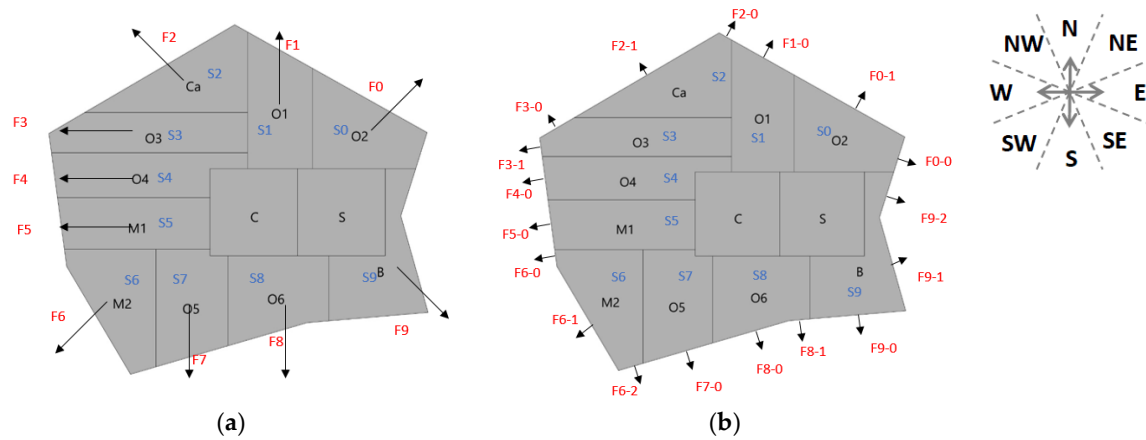 F2
F1
S2
Ca
F0
O1
F3
O3 S3
S1
S0
O2
F4
O4
S4
F5
M1
S5
C
S
S6
S7
S8
S9
B
M2
O5
O6
F6
F7
F8
F9
(a)
F2-0
F2-1
F1-0
S2
F0-1
Ca
F3-0
O1
S1
S0
O2
O3
S3
F3-1
F0-0
F4-0
O4
S4
F9-2
F5-0
M1
S5
C
S
F6-0
S6
S7
S8
B
F9-1
S9
M2
O5
O6
F6-1
F8-1
F9-0
F8-0
F7-0
F6-2
(b)
N
NW
NE
W
E
SW
SE
S